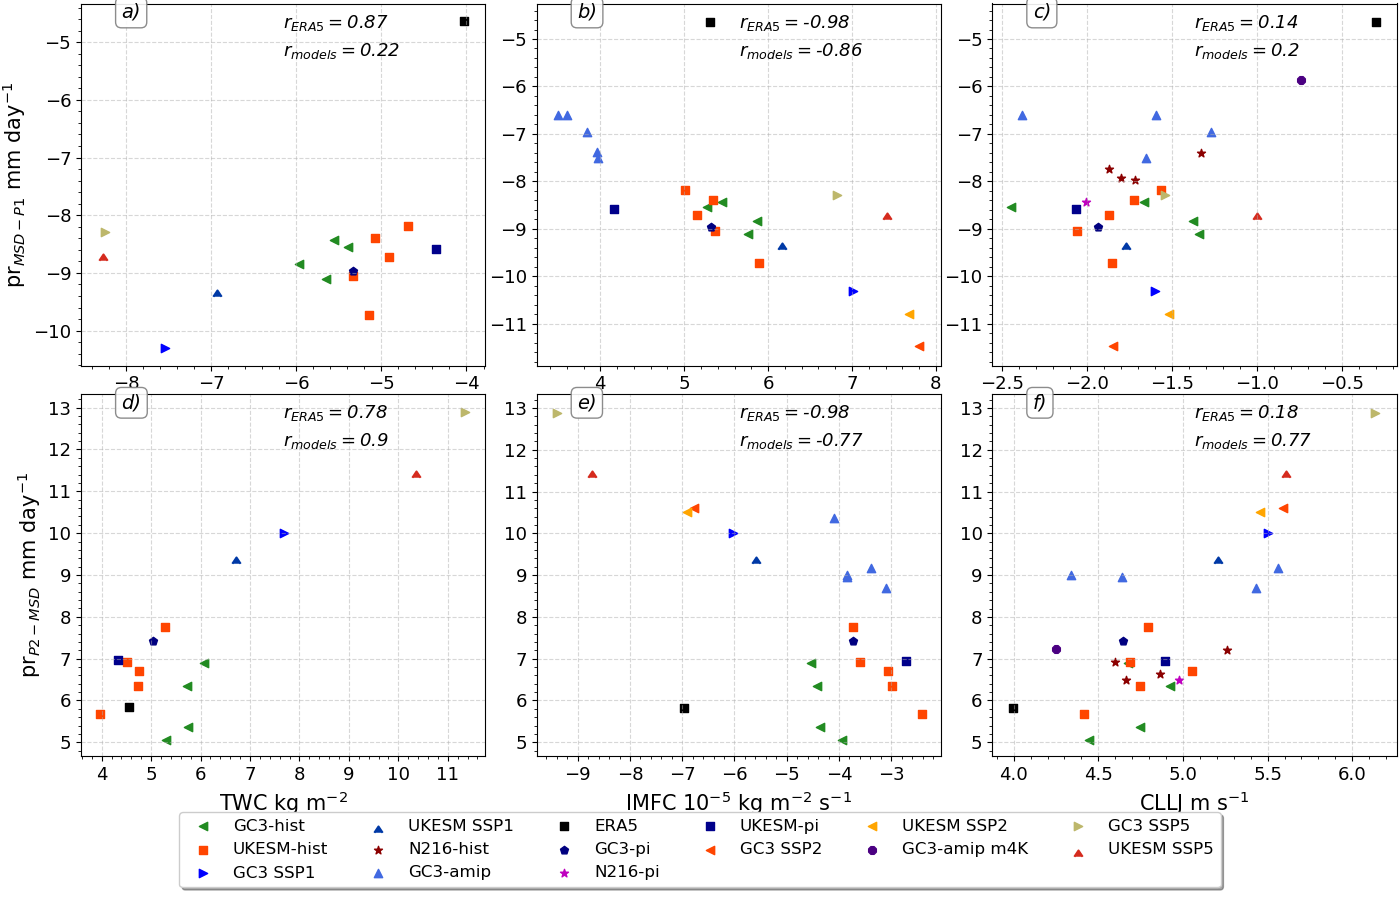 a)
r_ERA5 = 0.87
r_models = 0.22
b)
r_ERA5 = -0.98
r_models = -0.86
c)
r_ERA5 = 0.14
r_models = 0.2
pr_MSD−P1 mm day^−1
−5
−6
−7
−8
−9
−10
−8 −7 −6 −5 −4
−5
−6
−7
−8
−9
−10
−11
4 5 6 7 8
−5
−6
−7
−8
−9
−10
−11
−2.5 −2.0 −1.5 −1.0 −0.5
d)
r_ERA5 = 0.78
r_models = 0.9
e)
r_ERA5 = -0.98
r_models = -0.77
f)
r_ERA5 = 0.18
r_models = 0.77
pr_P2−MSD mm day^−1
13
12
11
10
9
8
7
6
5
4 5 6 7 8 9 10 11
TWC kg m^−2
13
12
11
10
9
8
7
6
5
−9 −8 −7 −6 −5 −4 −3
IMFC 10^−5 kg m^−2 s^−1
13
12
11
10
9
8
7
6
5
4.0 4.5 5.0 5.5 6.0
CLLJ m s^−1
GC3-hist UKESM SSP1 ERA5 UKESM-pi UKESM SSP2 GC3 SSP5
UKESM-hist N216-hist GC3-pi GC3 SSP2 GC3-amip m4K UKESM SSP5
GC3 SSP1 GC3-amip N216-pi